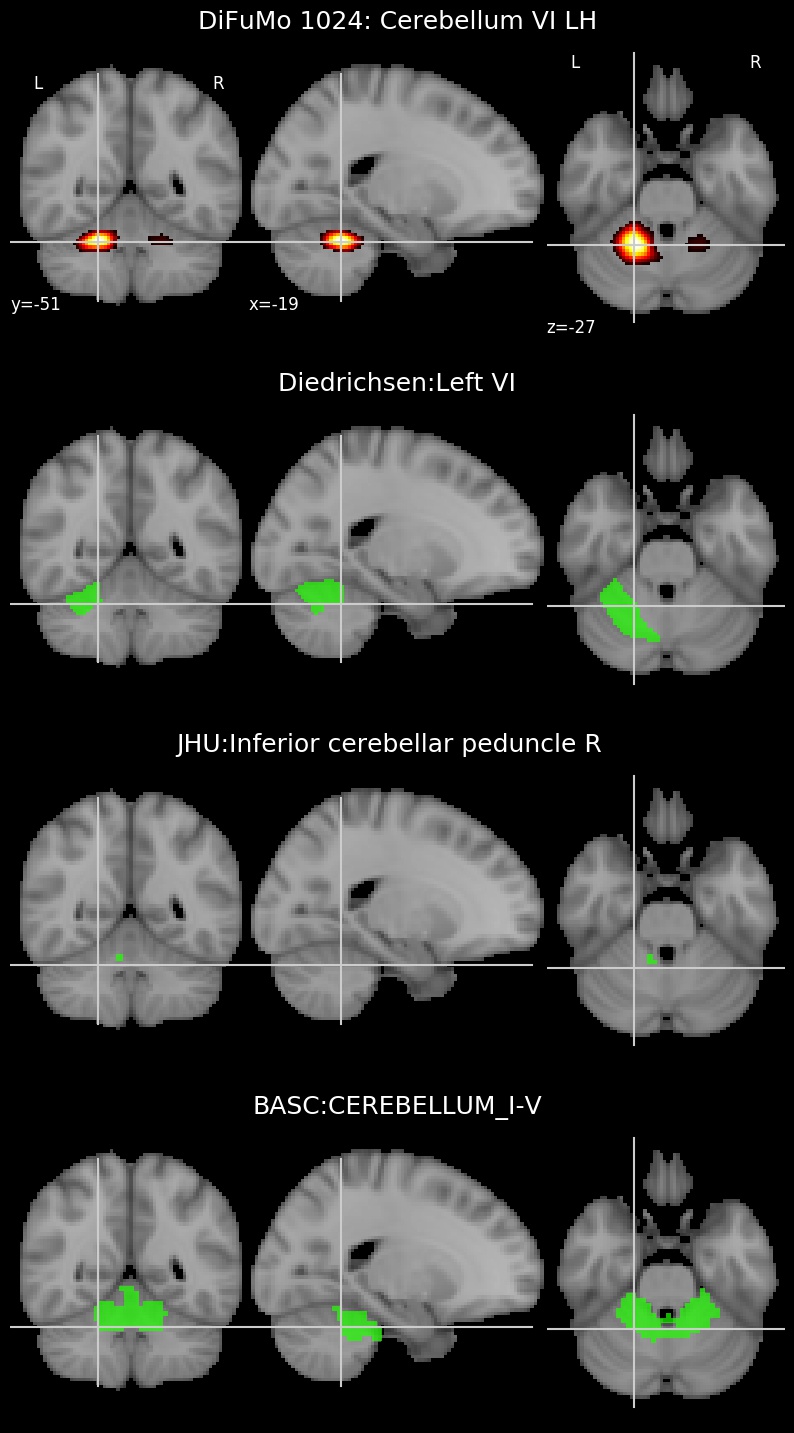 DiFuMo 1024: Cerebellum VI LH
L R L R
y=-51 x=-19 z=-27
Diedrichsen:Left VI
JHU:Inferior cerebellar peduncle R
BASC:CEREBELLUM_I-V